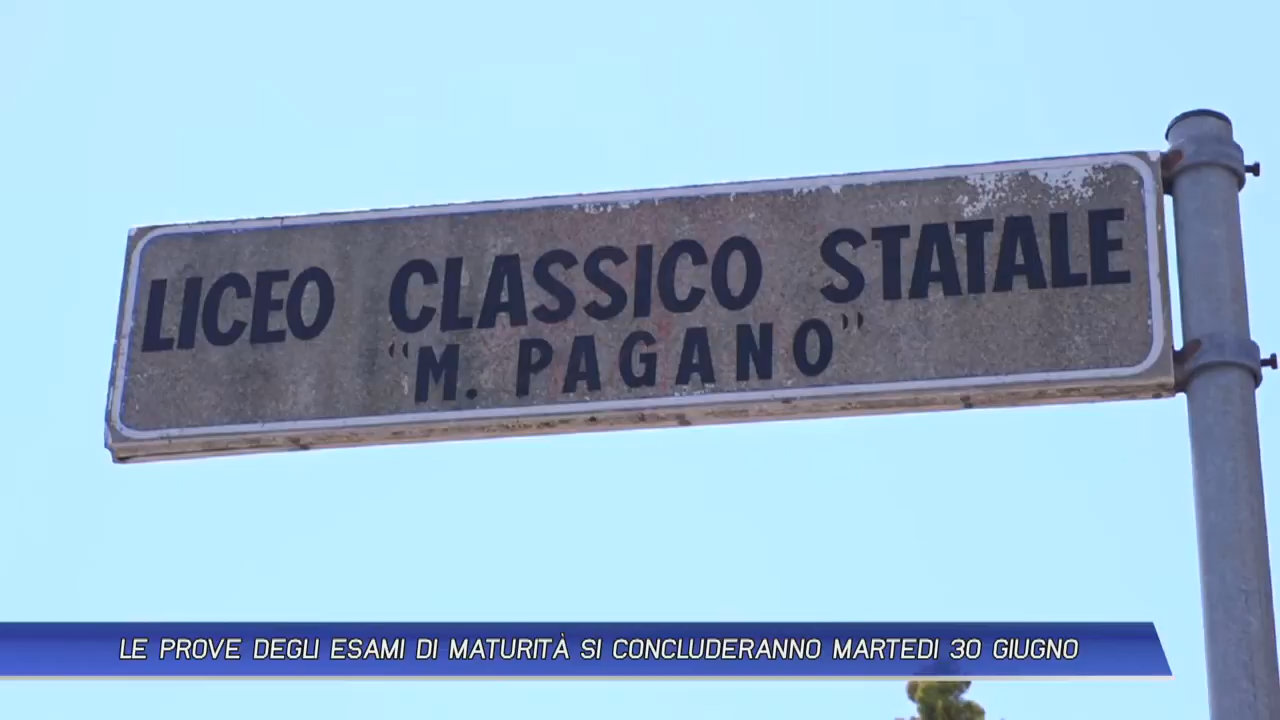 LICEO CLASSICO STATALE
"M. PAGANO"
LE PROVE DEGLI ESAMI DI MATURITÀ SI CONCLUDERANNO MARTEDI 30 GIUGNO